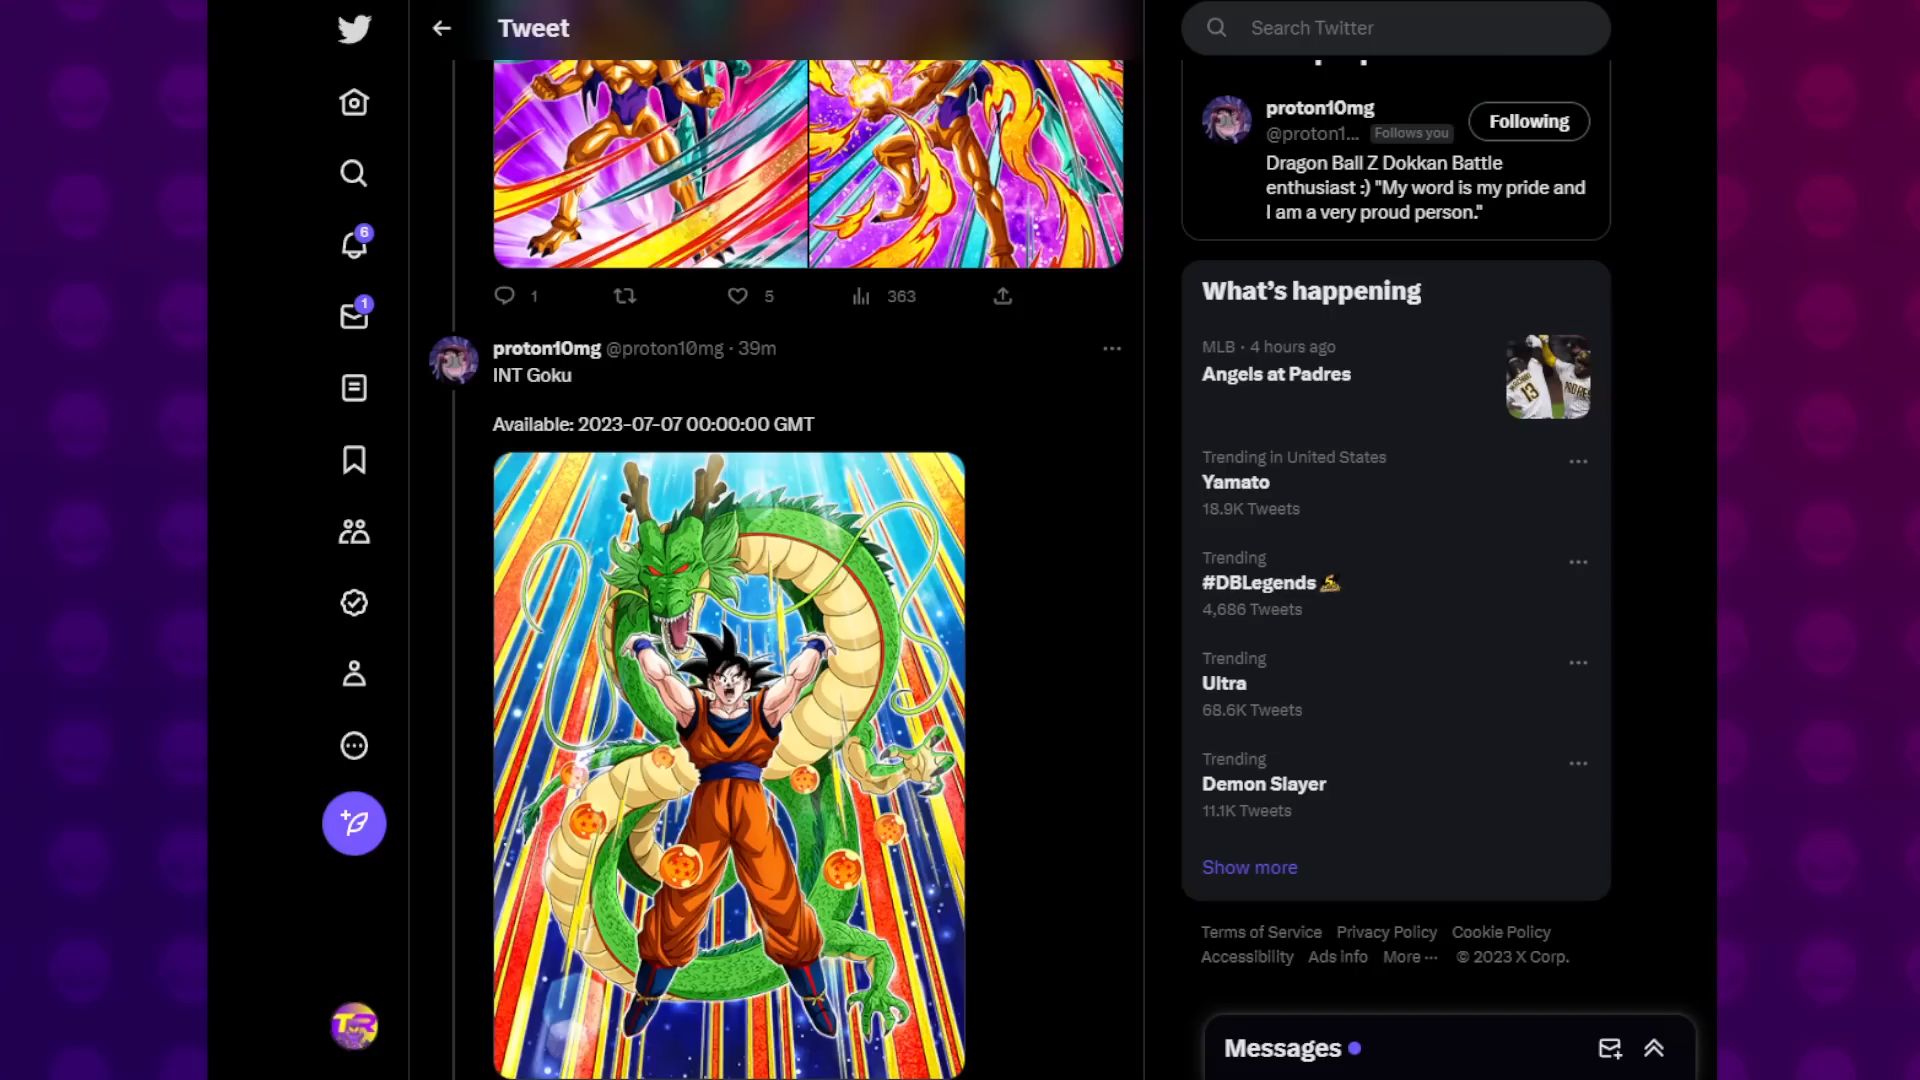 Tweet
1
5
363
proton10mg @proton10mg · 39m
INT Goku
Available: 2023-07-07 00:00:00 GMT
6
1
Search Twitter
proton10mg
@proton1... Follows you
Following
Dragon Ball Z Dokkan Battle
enthusiast :) "My word is my pride and
I am a very proud person."
What's happening
MLB · 4 hours ago
Angels at Padres
13
Trending in United States
Yamato
18.9K Tweets
Trending
#DBLegends
4,686 Tweets
Trending
Ultra
68.6K Tweets
Trending
Demon Slayer
11.1K Tweets
Show more
Terms of Service Privacy Policy Cookie Policy
Accessibility Ads info More ··· © 2023 X Corp.
Messages